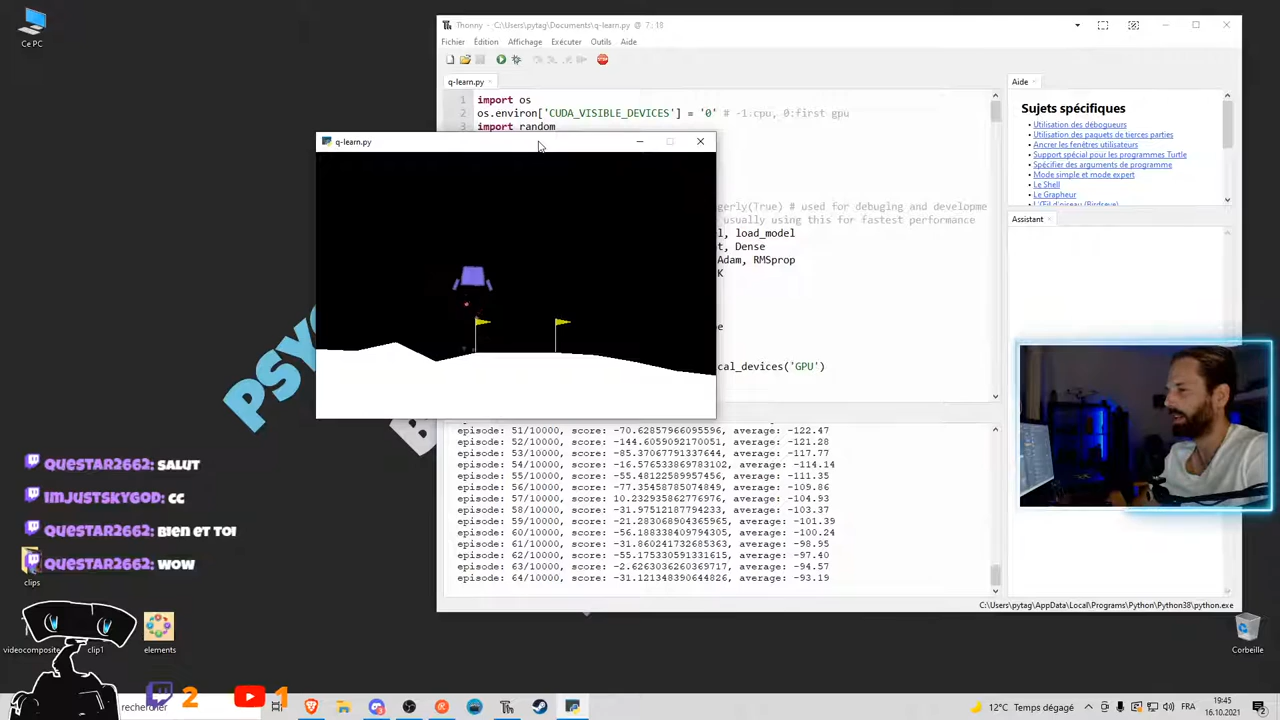 Ce PC
Thonny - C:\Users\pytag\Documents\q-learn.py @ 7:18
Fichier Édition Affichage Exécuter Outils Aide
q-learn.py
1 import os
2 os.environ['CUDA_VISIBLE_DEVICES'] = '0' # -1:cpu, 0:first gpu
3 import random
q-learn.py
gerly(True) # used for debuging and developme
usually using this for fastest performance
l, load_model
t, Dense
Adam, RMSprop
K
e
cal_devices('GPU')
Aide
Sujets spécifiques
Utilisation des débogueurs
Utilisation des paquets de tierces parties
Ancrer les fenêtres utilisateurs
Support spécial pour les programmes Turtle
Spécifier des arguments de programme
Mode simple et mode expert
Le Shell
Le Grapheur
L'Œil d'oiseau (Birdseye)
Assistant
episode: 51/10000, score: -70.62857966095596, average: -122.47
episode: 52/10000, score: -144.6059092170051, average: -121.28
episode: 53/10000, score: -85.37067791337644, average: -117.77
episode: 54/10000, score: -16.576533869783102, average: -114.14
episode: 55/10000, score: -55.48122589957456, average: -111.35
episode: 56/10000, score: -77.35458785074849, average: -109.86
episode: 57/10000, score: 10.232935862776976, average: -104.93
episode: 58/10000, score: -31.97512187794233, average: -103.37
episode: 59/10000, score: -21.283068904365965, average: -101.39
episode: 60/10000, score: -56.188338409794305, average: -100.24
episode: 61/10000, score: -31.860241732685363, average: -98.95
episode: 62/10000, score: -55.175330591331615, average: -97.40
episode: 63/10000, score: -2.6263036260369717, average: -94.57
episode: 64/10000, score: -31.121348390644826, average: -93.19
C:\Users\pytag\AppData\Local\Programs\Python\Python38\python.exe
PSY
B
QUESTAR2662: SALUT
IMJUSTSKYGOD: CC
QUESTAR2662: BIEN ET TOI
QUESTAR2662: WOW
clips
videocomposite
clip1
elements
Corbeille
2
1
rechercher
12°C Temps dégagé
19:45
16.10.2021
2